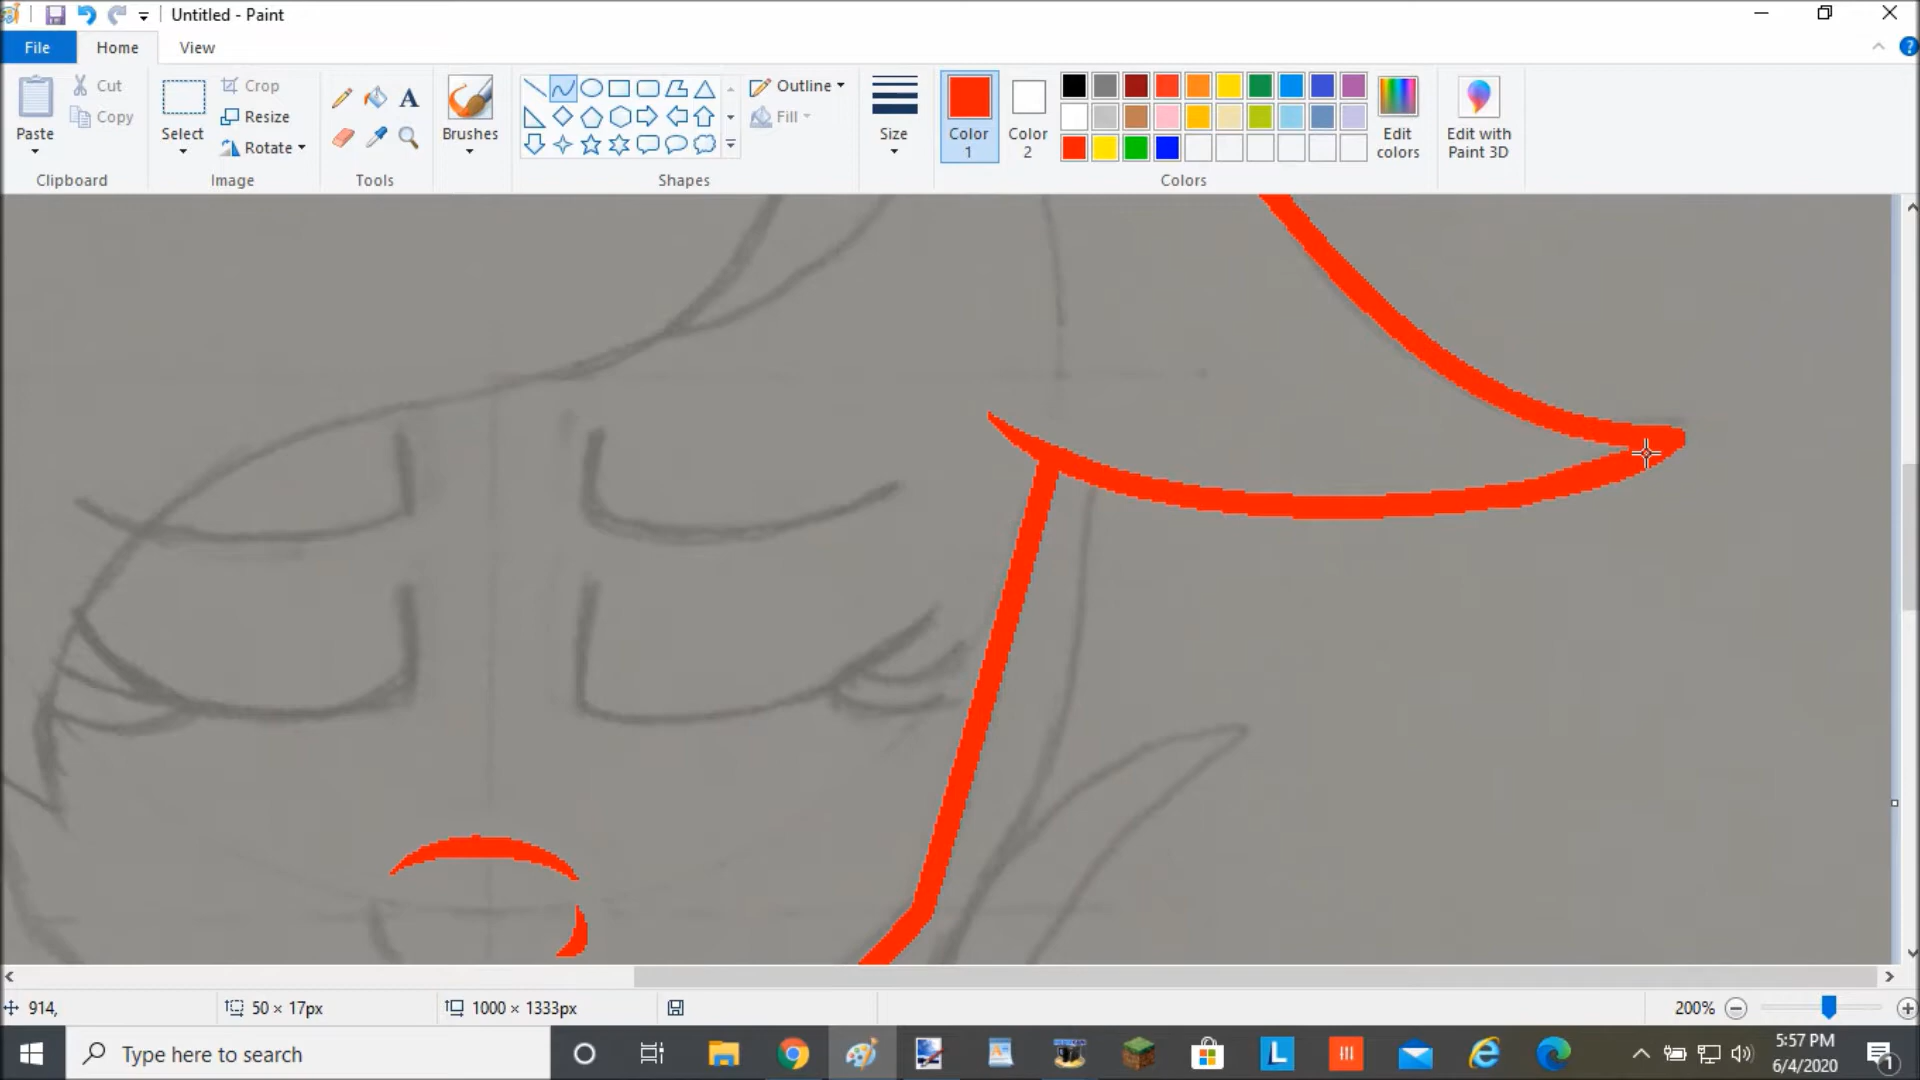 Untitled - Paint
File Home View
Paste
Cut
Copy
Clipboard
Select
Crop
Resize
Rotate
Image
A
Tools
Brushes
Shapes
Outline
Fill
Size
Color 1
Color 2
Edit colors
Colors
Edit with Paint 3D
?
914,
50 × 17px
1000 × 1333px
200%
Type here to search
L
5:57 PM
6/4/2020
1